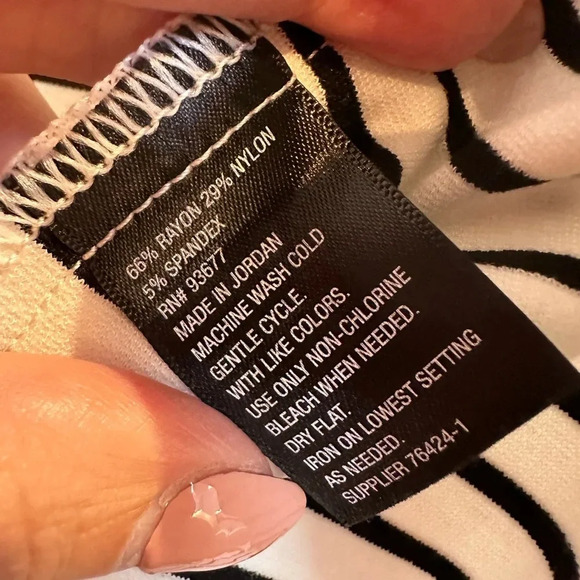 66% RAYON 29% NYLON
5% SPANDEX
RN# 93677
MADE IN JORDAN
MACHINE WASH COLD
GENTLE CYCLE.
WITH LIKE COLORS.
USE ONLY NON-CHLORINE
BLEACH WHEN NEEDED.
DRY FLAT.
IRON ON LOWEST SETTING
AS NEEDED.
SUPPLIER 76424-1